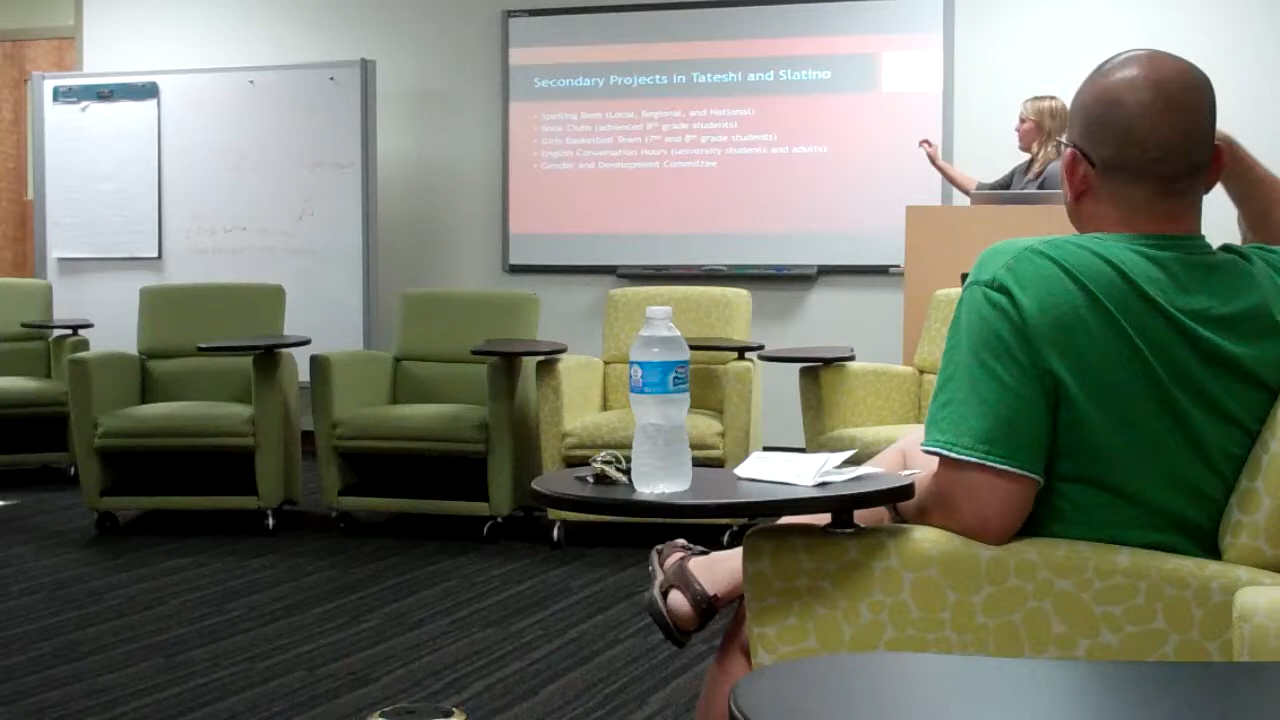 Secondary Projects in Tateshi and Slatino
• Spelling Bees (Local, Regional, and National)
• Book Clubs (advanced 8th grade students)
• Girls Basketball Team (7th and 8th grade students)
• English Conversation Hours (university students and adults)
• Gender and Development Committee